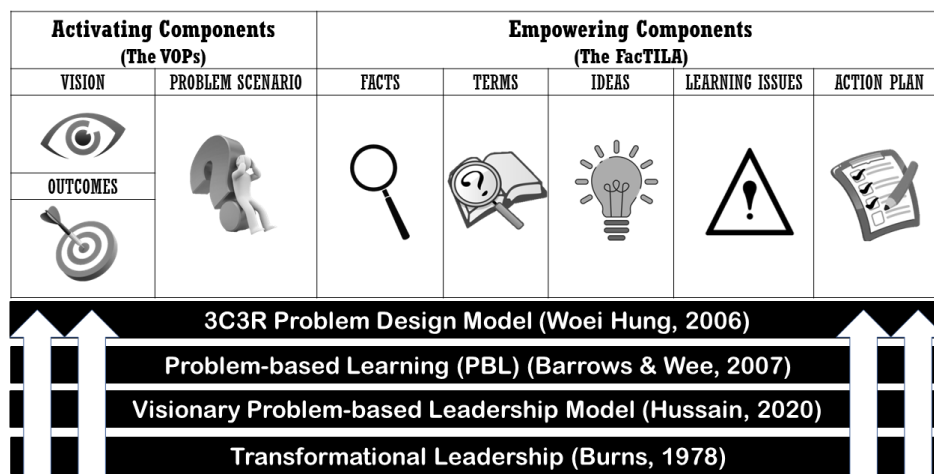 Activating Components
(The VOPs)
Empowering Components
(The FacTILA)
VISION
PROBLEM SCENARIO
FACTS
TERMS
IDEAS
LEARNING ISSUES
ACTION PLAN
OUTCOMES
3C3R Problem Design Model (Woei Hung, 2006)
Problem-based Learning (PBL) (Barrows & Wee, 2007)
Visionary Problem-based Leadership Model (Hussain, 2020)
Transformational Leadership (Burns, 1978)